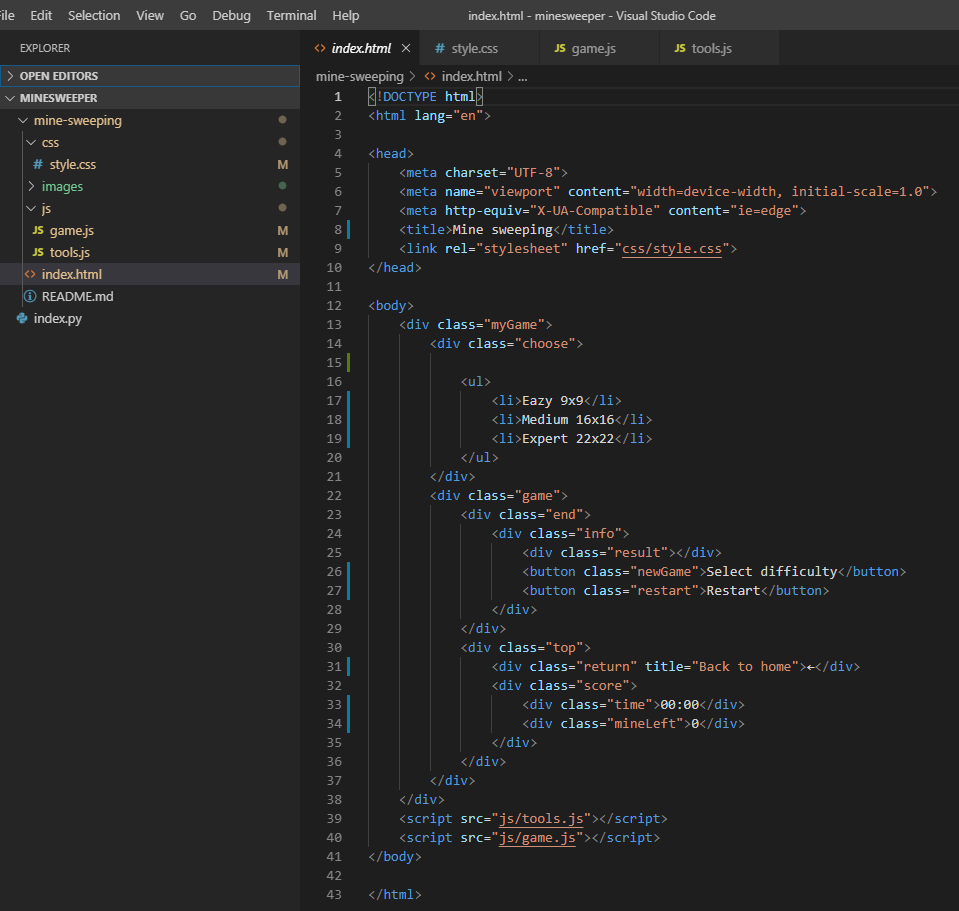 ile Edit Selection View Go Debug Terminal Help index.html - minesweeper - Visual Studio Code
EXPLORER
OPEN EDITORS
MINESWEEPER
mine-sweeping
css
# style.css M
images
js
JS game.js M
JS tools.js M
<> index.html M
README.md
index.py
<> index.html × # style.css JS game.js JS tools.js
mine-sweeping > <> index.html > ...
1 <!DOCTYPE html>
2 <html lang="en">
3
4 <head>
5 <meta charset="UTF-8">
6 <meta name="viewport" content="width=device-width, initial-scale=1.0">
7 <meta http-equiv="X-UA-Compatible" content="ie=edge">
8 <title>Mine sweeping</title>
9 <link rel="stylesheet" href="css/style.css">
10 </head>
11
12 <body>
13 <div class="myGame">
14 <div class="choose">
15
16 <ul>
17 <li>Eazy 9x9</li>
18 <li>Medium 16x16</li>
19 <li>Expert 22x22</li>
20 </ul>
21 </div>
22 <div class="game">
23 <div class="end">
24 <div class="info">
25 <div class="result"></div>
26 <button class="newGame">Select difficulty</button>
27 <button class="restart">Restart</button>
28 </div>
29 </div>
30 <div class="top">
31 <div class="return" title="Back to home">←</div>
32 <div class="score">
33 <div class="time">00:00</div>
34 <div class="mineLeft">0</div>
35 </div>
36 </div>
37 </div>
38 </div>
39 <script src="js/tools.js"></script>
40 <script src="js/game.js"></script>
41 </body>
42
43 </html>